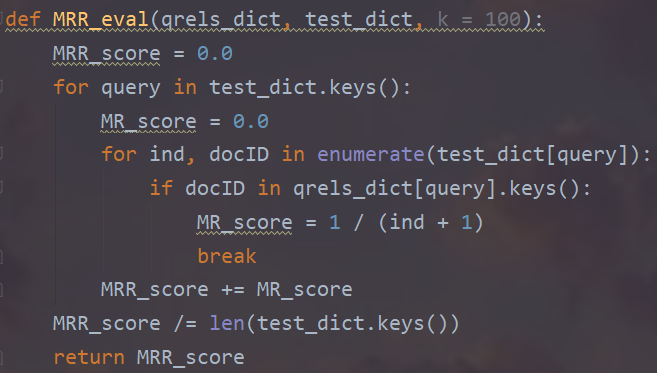 def MRR_eval(qrels_dict, test_dict, k = 100):
    MRR_score = 0.0
    for query in test_dict.keys():
        MR_score = 0.0
        for ind, docID in enumerate(test_dict[query]):
            if docID in qrels_dict[query].keys():
                MR_score = 1 / (ind + 1)
                break
        MRR_score += MR_score
    MRR_score /= len(test_dict.keys())
    return MRR_score